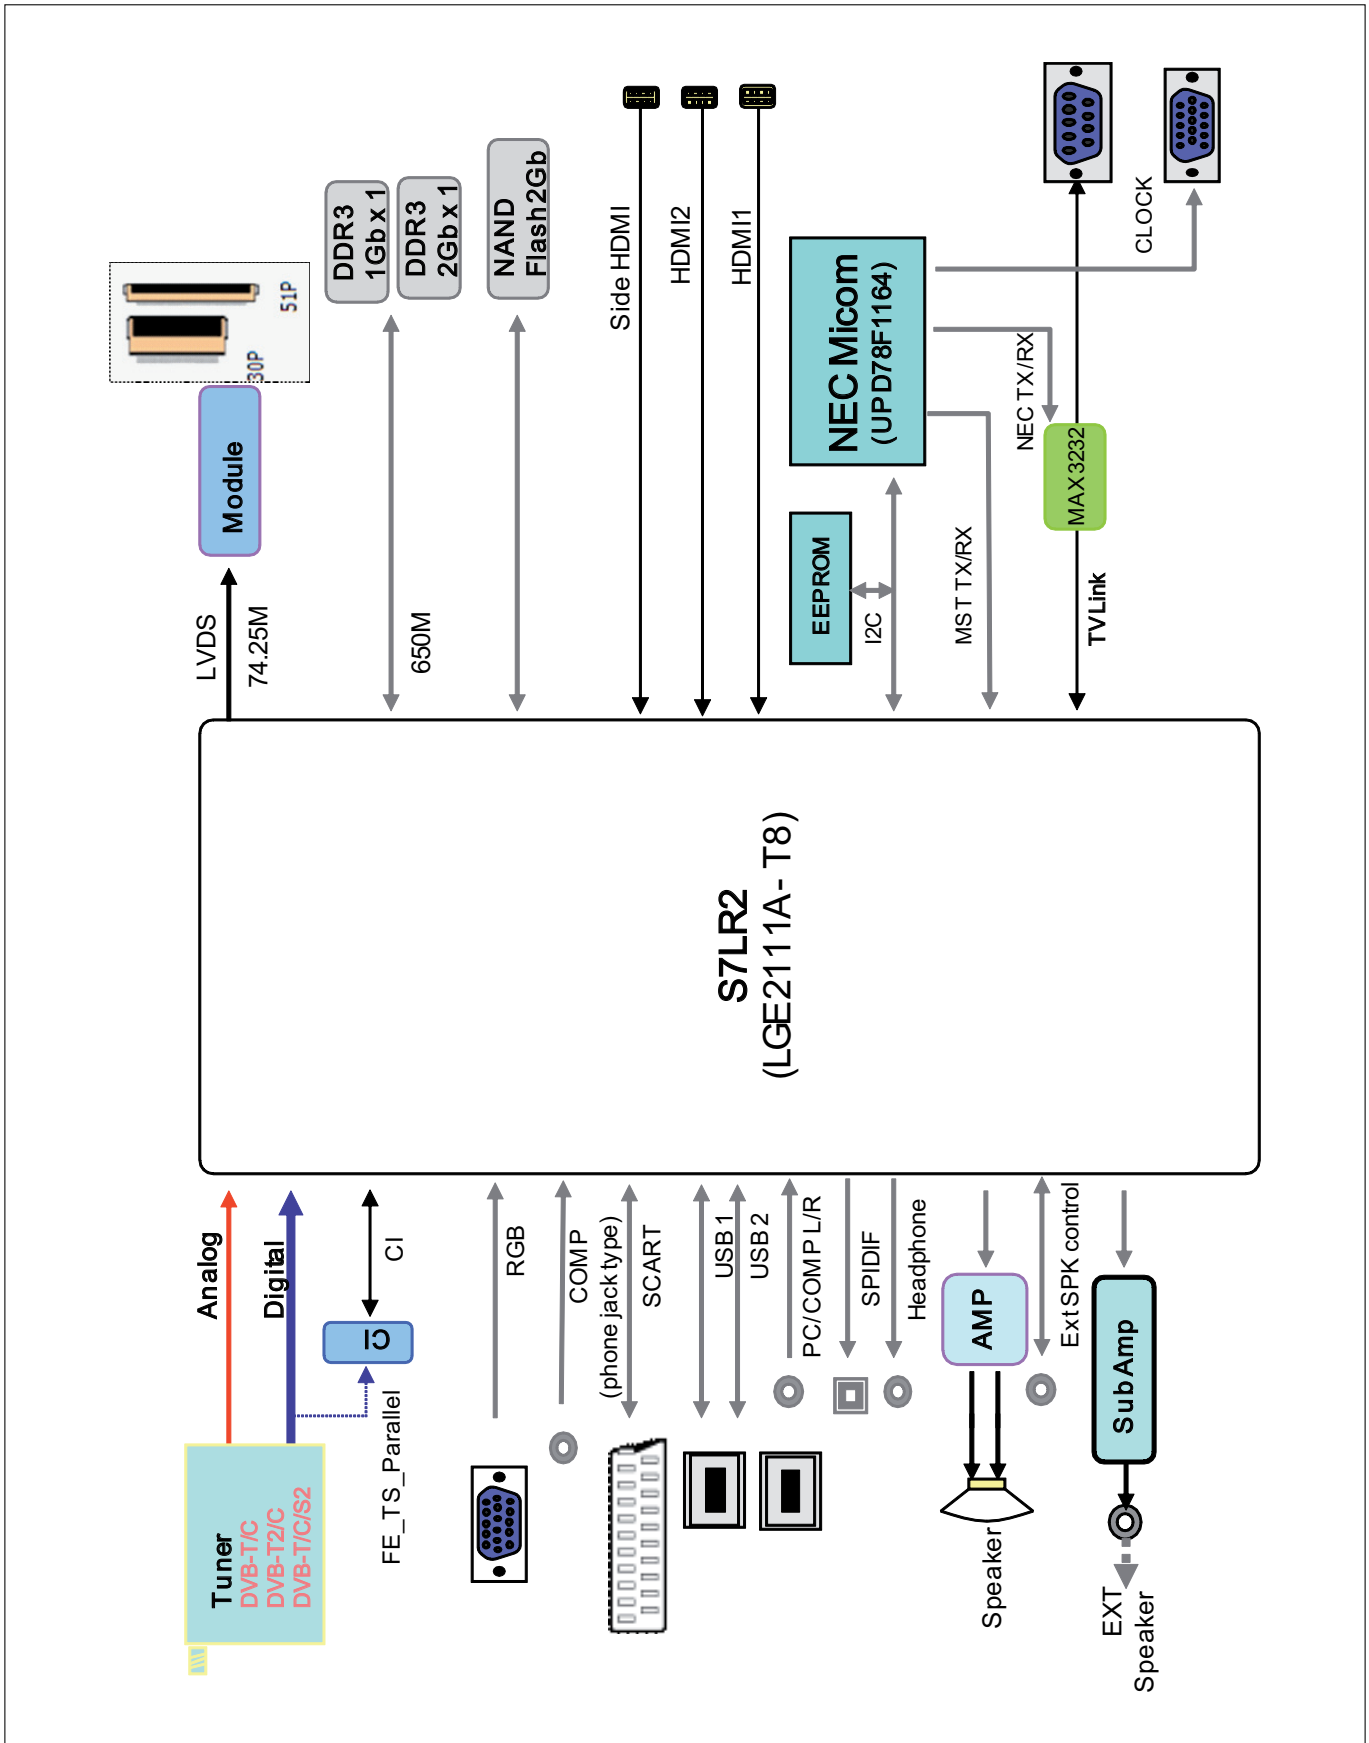 Tuner
DVB-T/C
DVB-T2/C
DVB-T/C/S2
Analog
Digital
FE_TS_Parallel
CI
CI
RGB
COMP
(phone jack type)
SCART
USB1
USB2
PC/COMP L/R
SPIDIF
Headphone
AMP
Speaker
Ext SPK control
Sub Amp
EXT
Speaker
S7LR2
(LGE2111A- T8)
LVDS
74.25M
Module
30P
51P
DDR3
1Gb x 1
DDR3
2Gb x 1
650M
NAND
Flash 2Gb
Side HDMI
HDMI2
HDMI1
EEPROM
I2C
NEC Micom
(UPD78F1164)
MST TX/RX
NEC TX/RX
MAX3232
TVLink
CLOCK